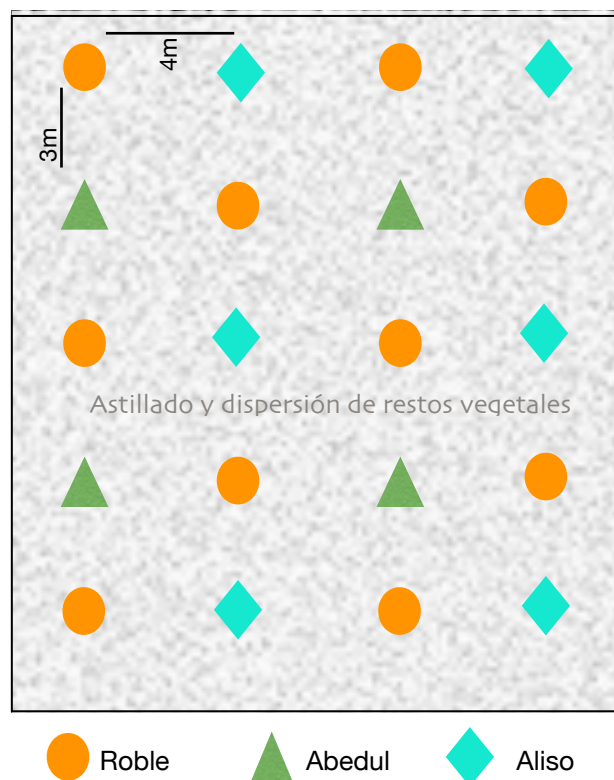 4m
3m
Astillado y dispersión de restos vegetales
Roble
Abedul
Aliso